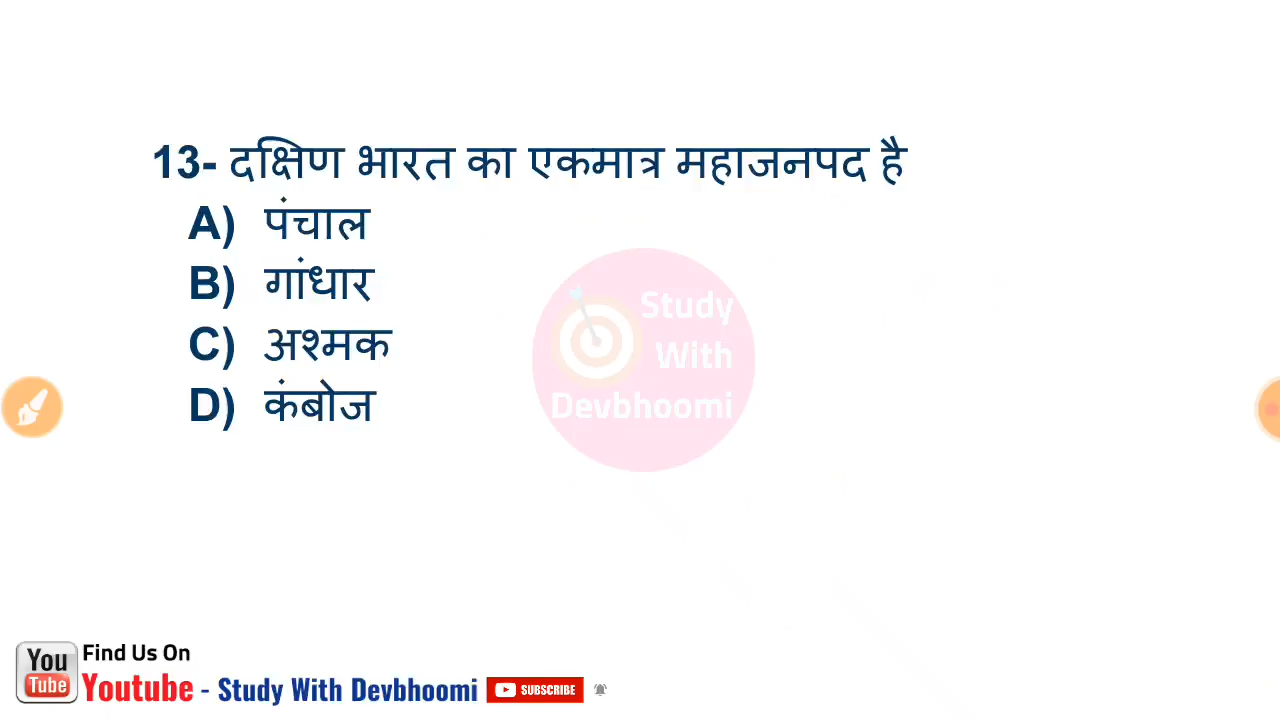 13- दक्षिण भारत का एकमात्र महाजनपद है
A) पंचाल
B) गांधार
C) अश्मक
D) कंबोज
Study
With
Devbhoomi
You
Tube
Find Us On
Youtube - Study With Devbhoomi SUBSCRIBE